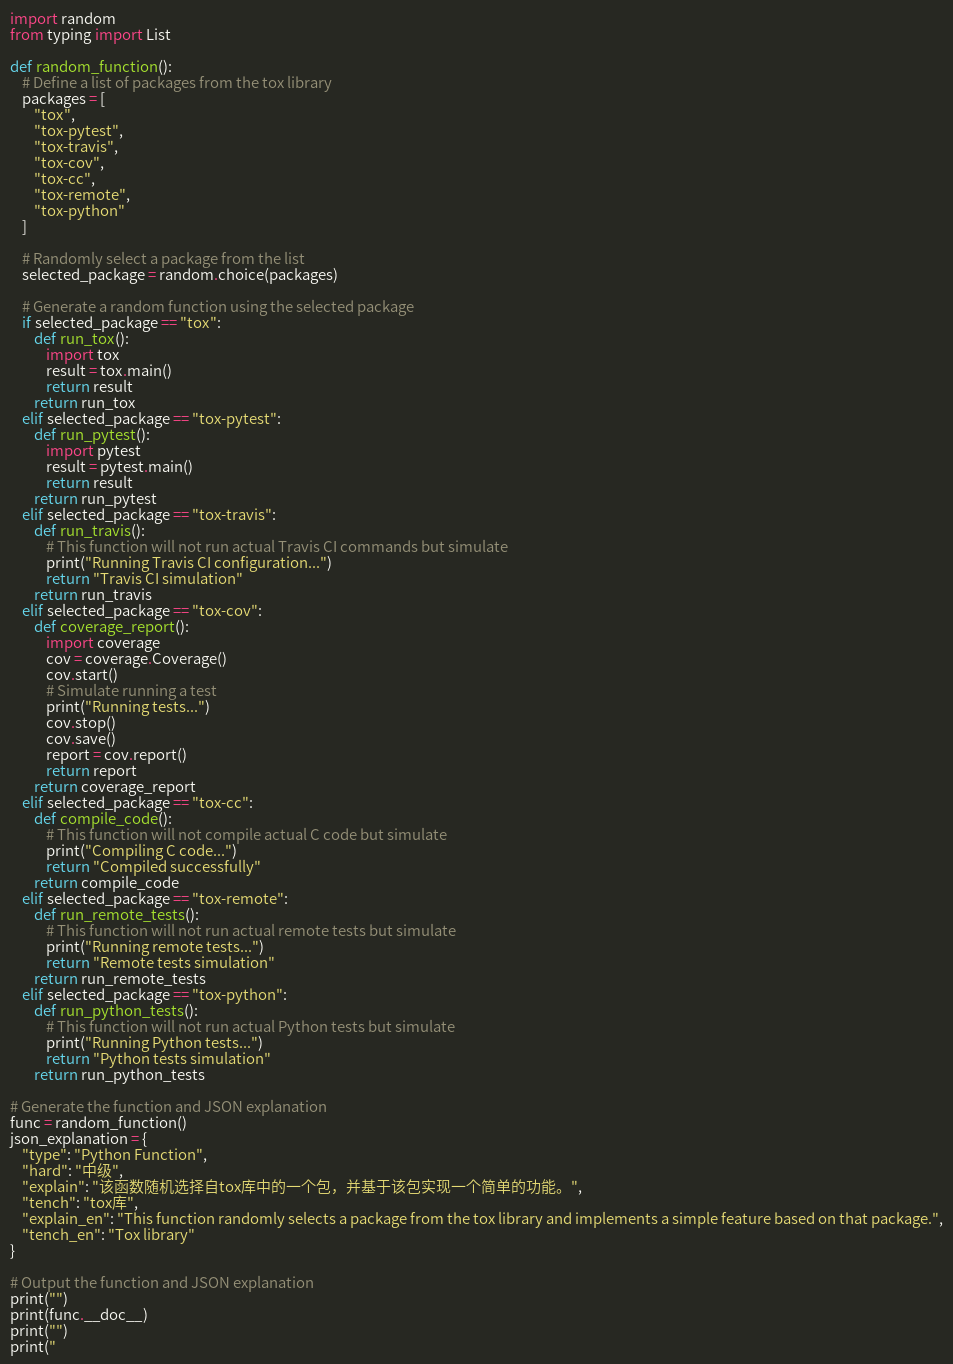 import random
from typing import List

def random_function():
    # Define a list of packages from the tox library
    packages = [
        "tox",
        "tox-pytest",
        "tox-travis",
        "tox-cov",
        "tox-cc",
        "tox-remote",
        "tox-python"
    ]

    # Randomly select a package from the list
    selected_package = random.choice(packages)

    # Generate a random function using the selected package
    if selected_package == "tox":
        def run_tox():
            import tox
            result = tox.main()
            return result
        return run_tox
    elif selected_package == "tox-pytest":
        def run_pytest():
            import pytest
            result = pytest.main()
            return result
        return run_pytest
    elif selected_package == "tox-travis":
        def run_travis():
            # This function will not run actual Travis CI commands but simulate
            print("Running Travis CI configuration...")
            return "Travis CI simulation"
        return run_travis
    elif selected_package == "tox-cov":
        def coverage_report():
            import coverage
            cov = coverage.Coverage()
            cov.start()
            # Simulate running a test
            print("Running tests...")
            cov.stop()
            cov.save()
            report = cov.report()
            return report
        return coverage_report
    elif selected_package == "tox-cc":
        def compile_code():
            # This function will not compile actual C code but simulate
            print("Compiling C code...")
            return "Compiled successfully"
        return compile_code
    elif selected_package == "tox-remote":
        def run_remote_tests():
            # This function will not run actual remote tests but simulate
            print("Running remote tests...")
            return "Remote tests simulation"
        return run_remote_tests
    elif selected_package == "tox-python":
        def run_python_tests():
            # This function will not run actual Python tests but simulate
            print("Running Python tests...")
            return "Python tests simulation"
        return run_python_tests

# Generate the function and JSON explanation
func = random_function()
json_explanation = {
    "type": "Python Function",
    "hard": "中级",
    "explain": "该函数随机选择自tox库中的一个包，并基于该包实现一个简单的功能。",
    "tench": "tox库",
    "explain_en": "This function randomly selects a package from the tox library and implements a simple feature based on that package.",
    "tench_en": "Tox library"
}

# Output the function and JSON explanation
print("")
print(func.__doc__)
print("")
print("